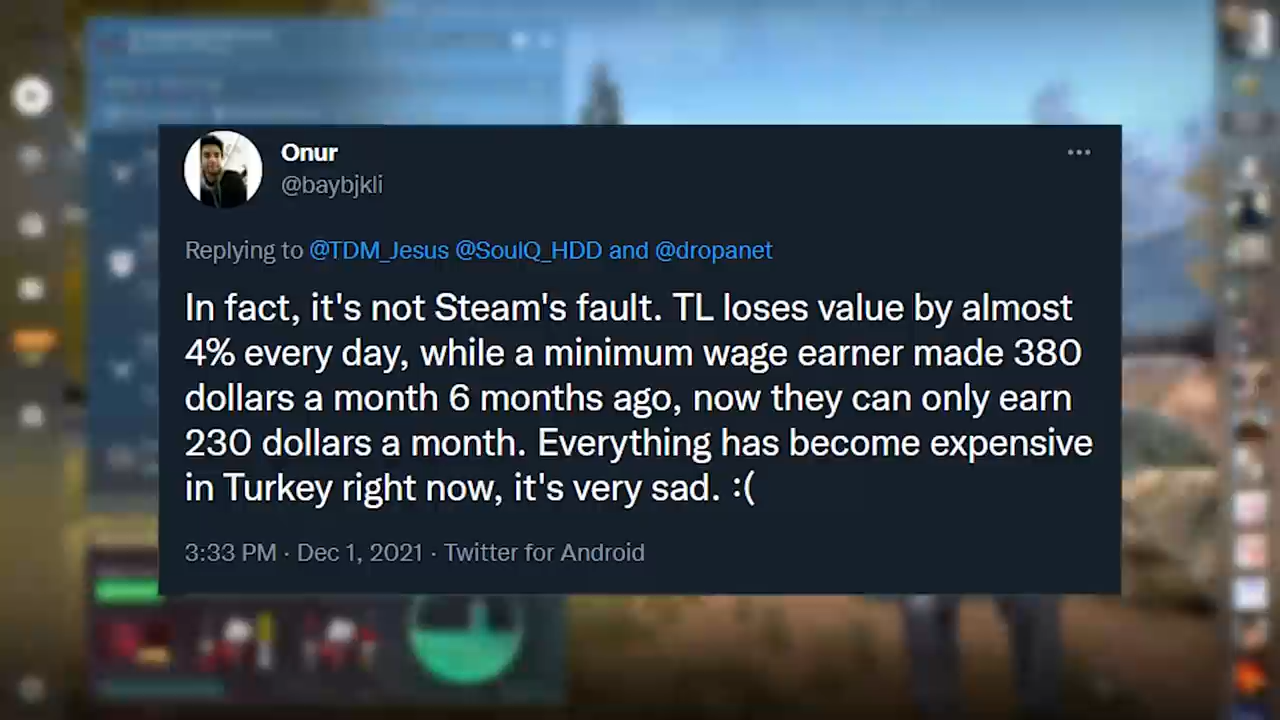 Onur
@baybjkli
Replying to @TDM_Jesus @SoulQ_HDD and @dropanet
In fact, it's not Steam's fault. TL loses value by almost
4% every day, while a minimum wage earner made 380
dollars a month 6 months ago, now they can only earn
230 dollars a month. Everything has become expensive
in Turkey right now, it's very sad. :(
3:33 PM · Dec 1, 2021 · Twitter for Android